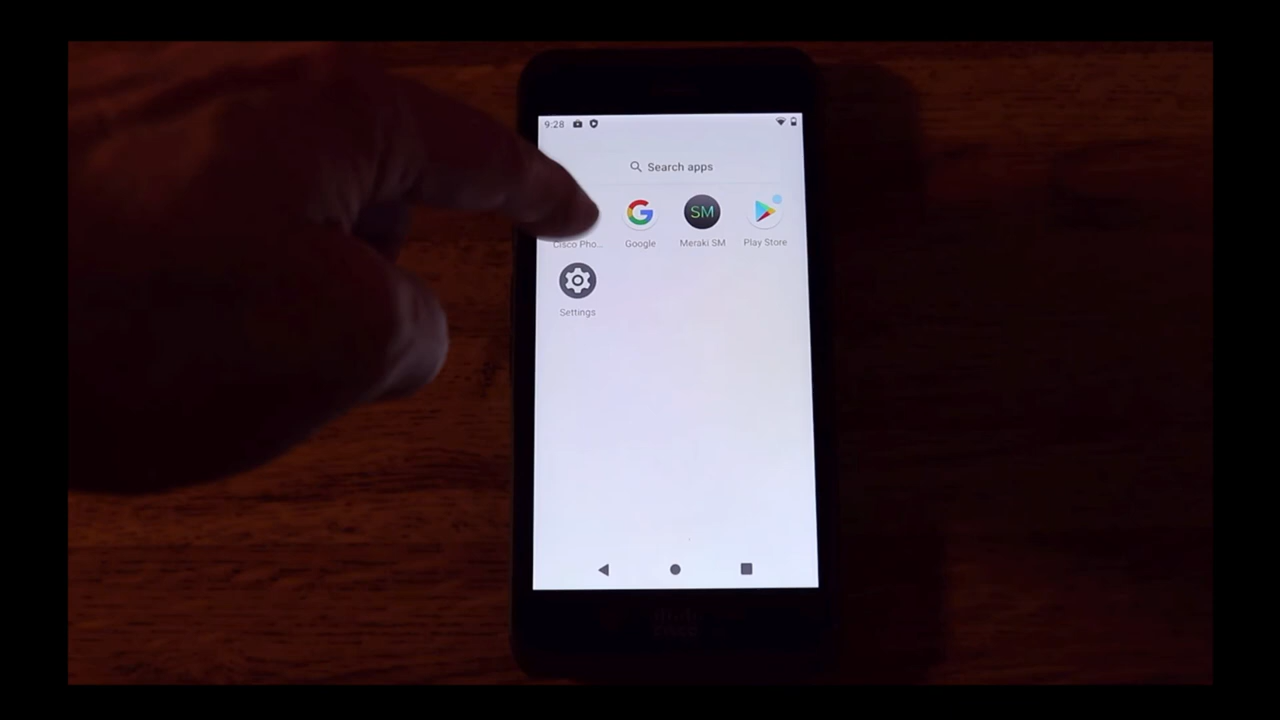 9:28
Search apps
Cisco Pho...
Google
Meraki SM
Play Store
SM
Settings